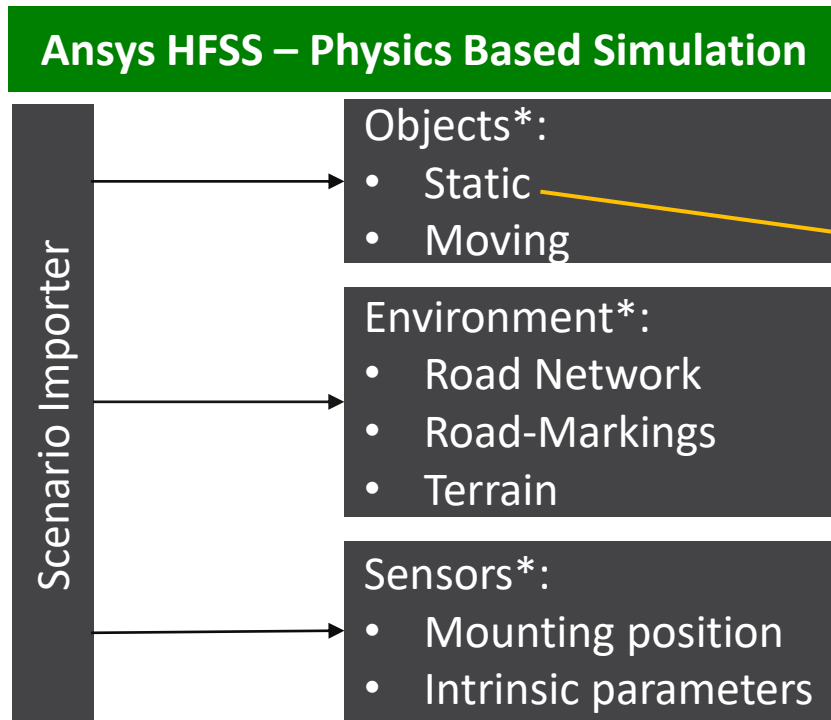 Ansys HFSS – Physics Based Simulation
Scenario Importer
Objects*:
• Static
• Moving
Environment*:
• Road Network
• Road-Markings
• Terrain
Sensors*:
• Mounting position
• Intrinsic parameters